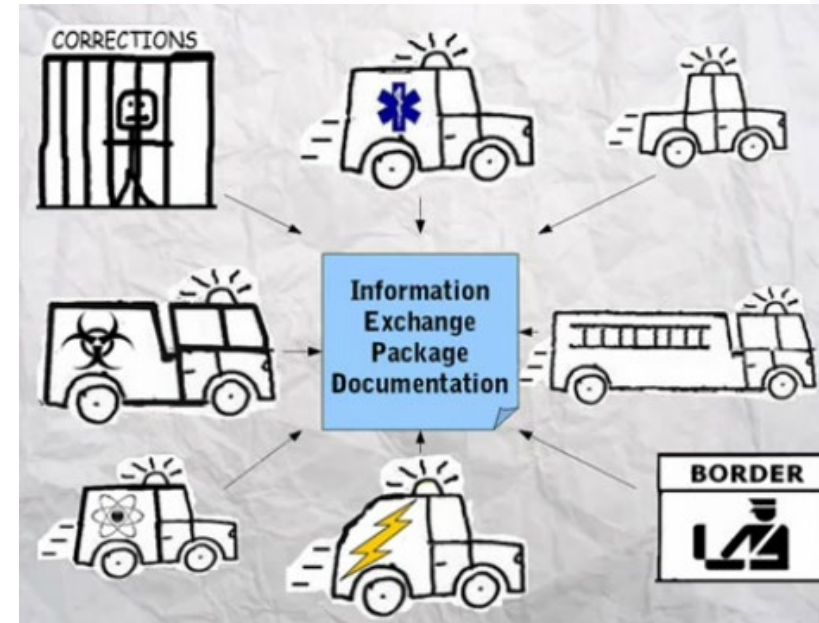 CORRECTIONS
Information
Exchange
Package
Documentation
BORDER